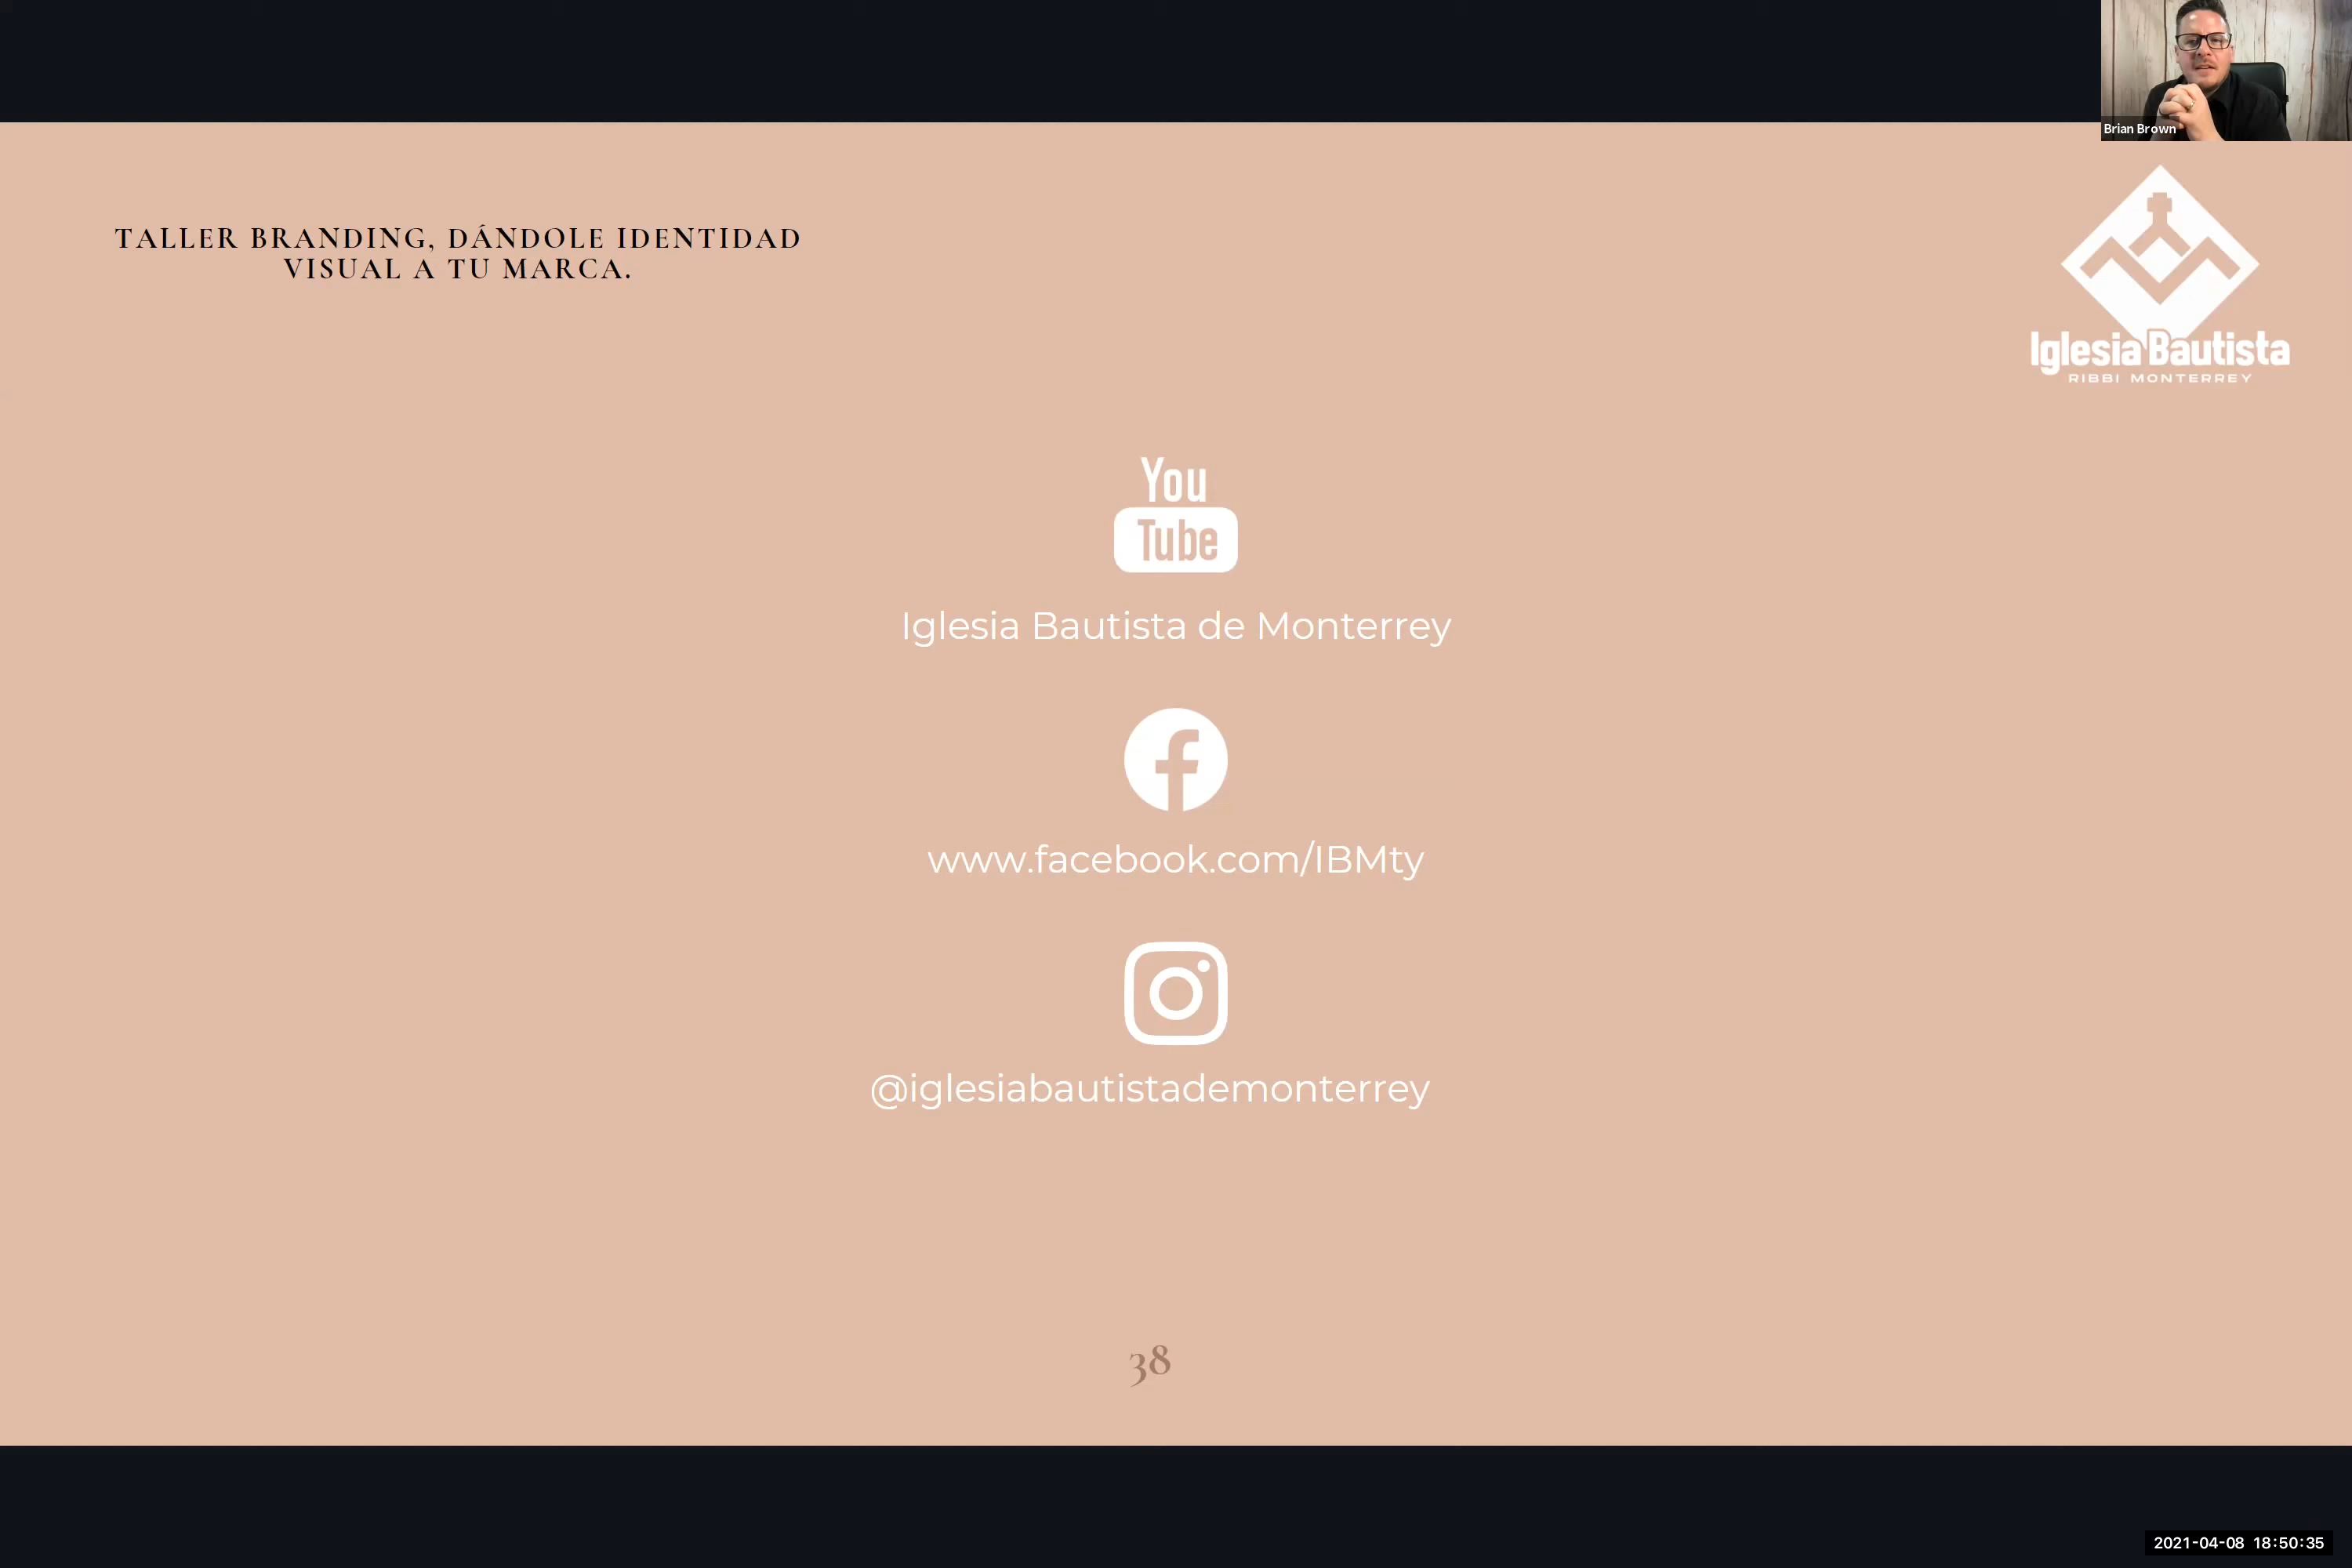 Brian Brown
TALLER BRANDING, DÁNDOLE IDENTIDAD
VISUAL A TU MARCA.
Iglesia Bautista
RIBBI MONTERREY
You
Tube
Iglesia Bautista de Monterrey
www.facebook.com/IBMty
@iglesiabautistademonterrey
38
2021-04-08 18:50:35